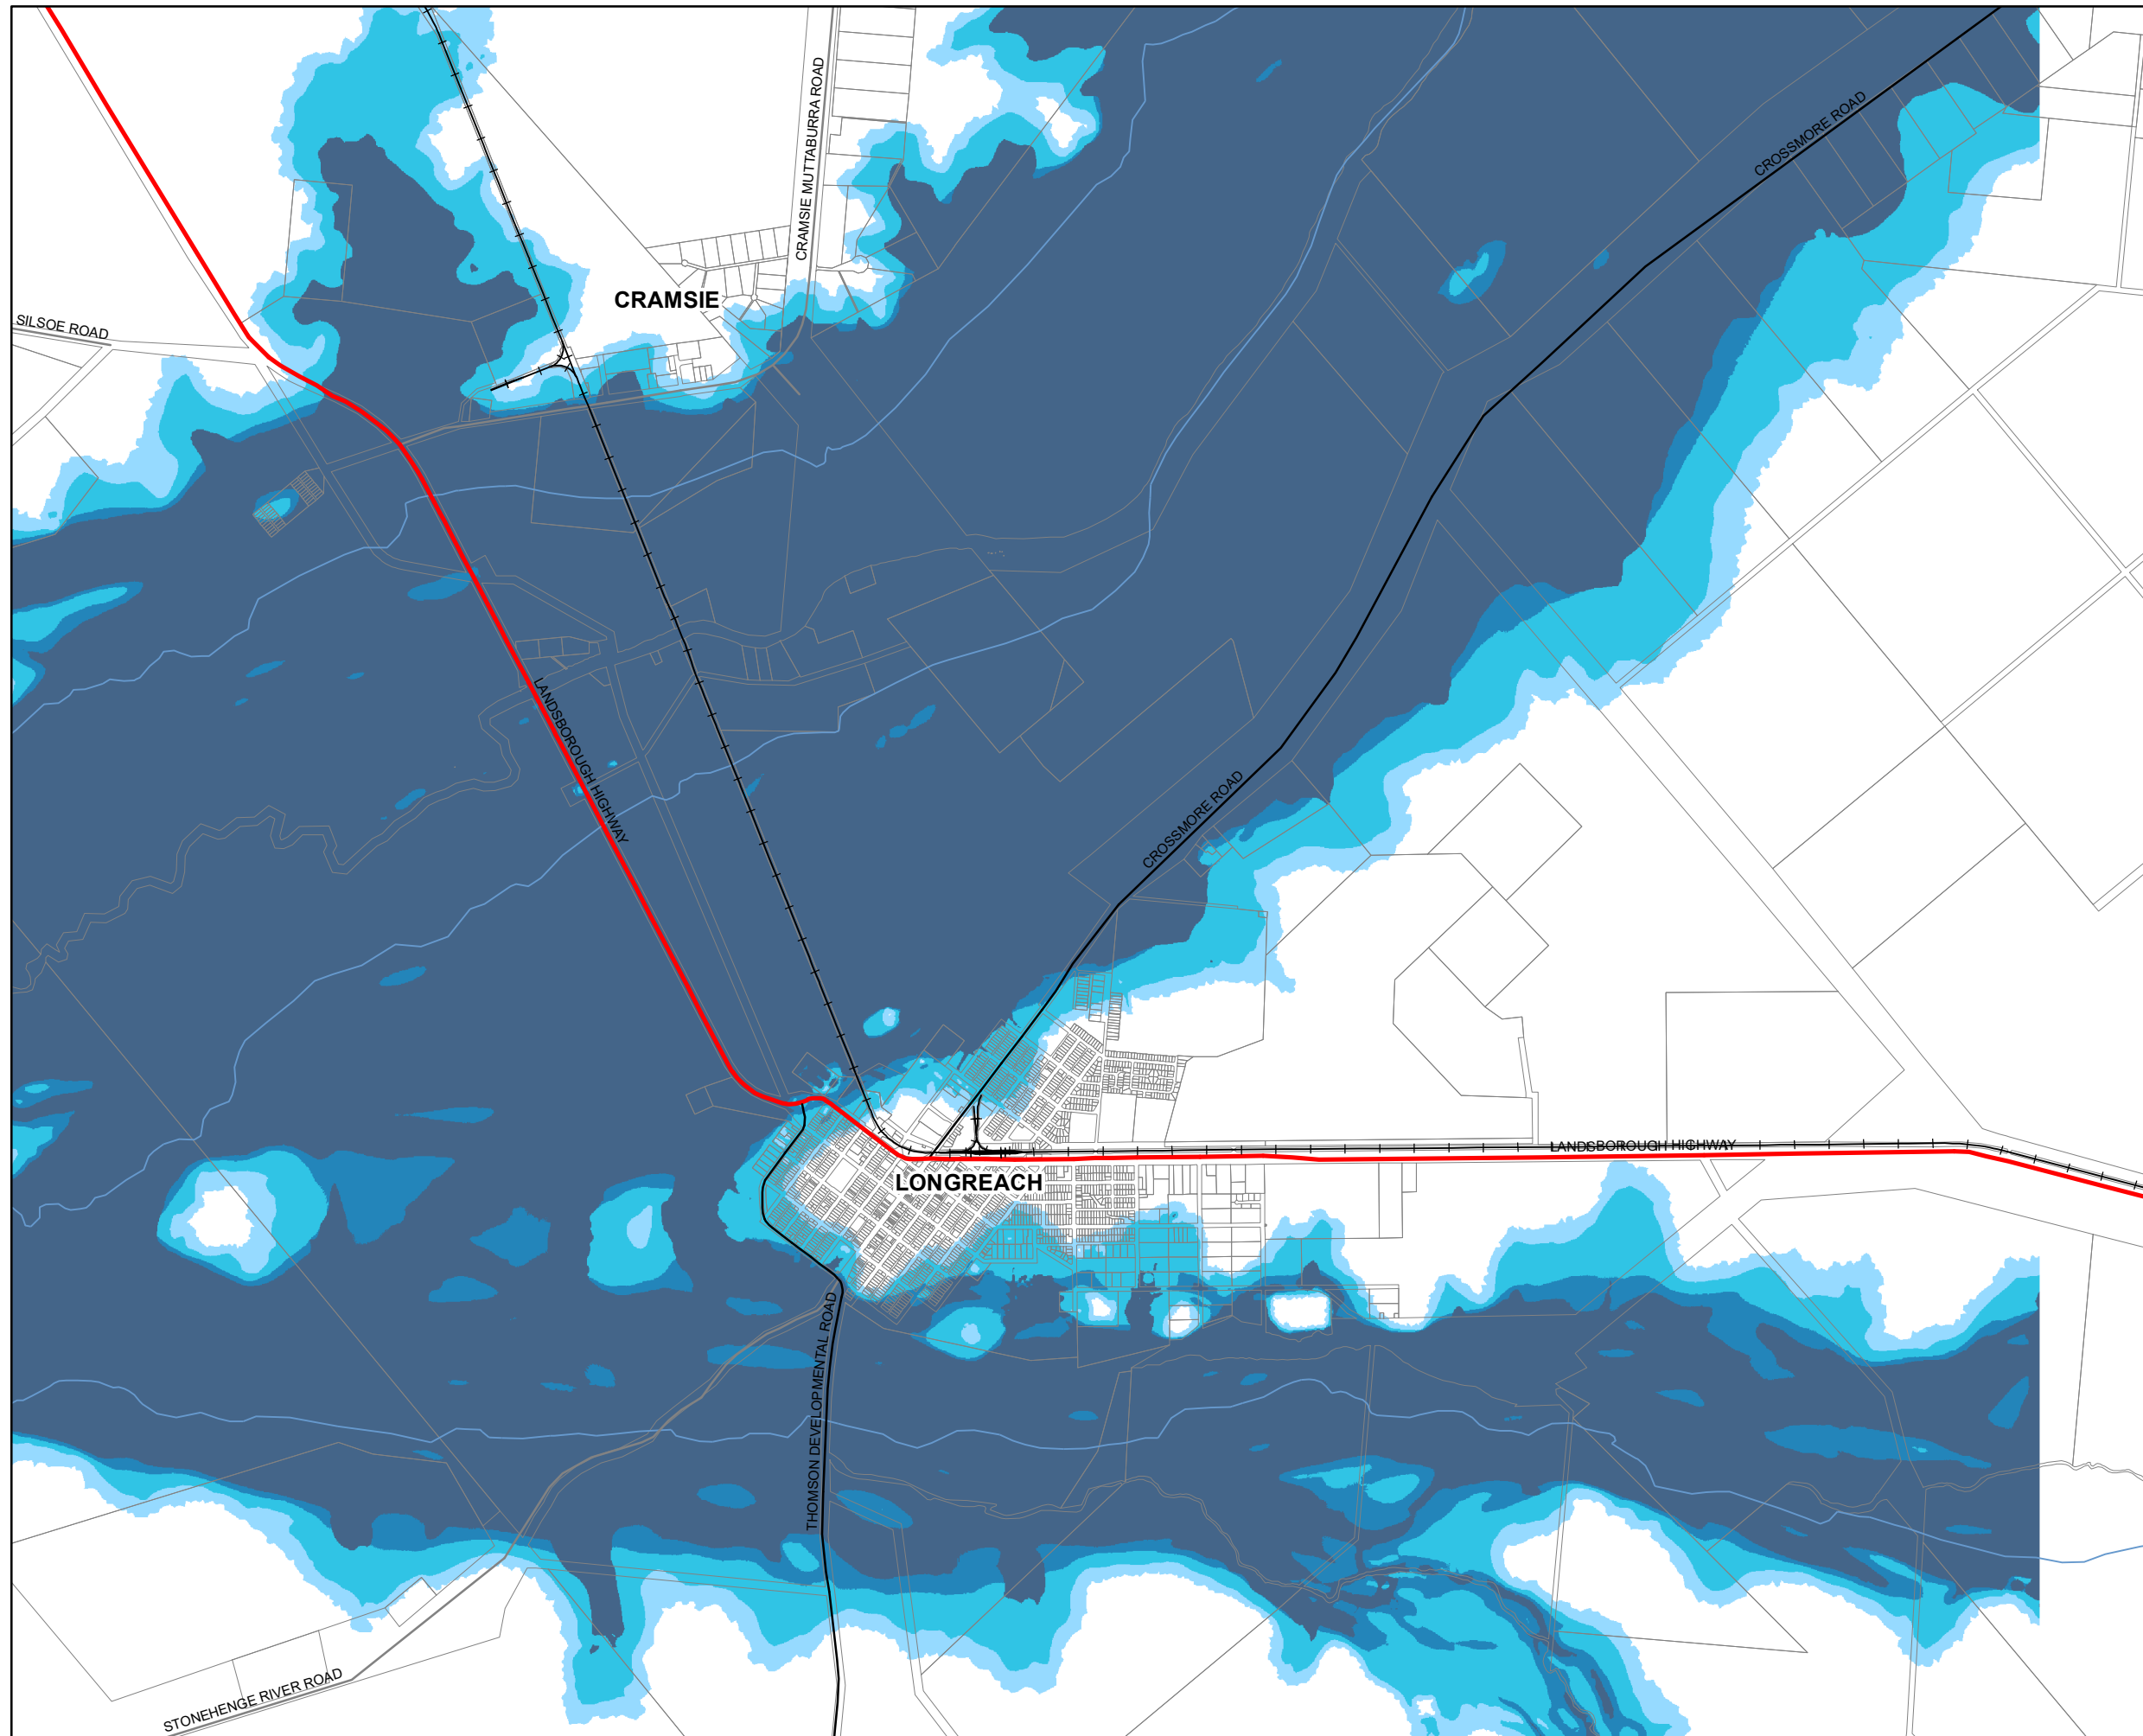 CRAMSIE MUTTABURRA ROAD
CROSSMORE ROAD
CRAMSIE
SILSOE ROAD
LANDSBOROUGH HIGHWAY
CROSSMORE ROAD
LANDSBOROUGH HIGHWAY
LONGREACH
THOMSON DEVELOPMENTAL ROAD
STONEHENGE RIVER ROAD